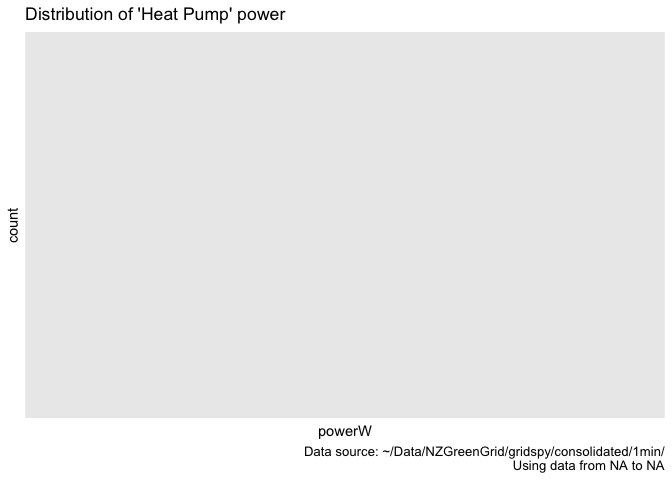 Distribution of 'Heat Pump' power
count
powerW
Data source: ~/Data/NZGreenGrid/gridspy/consolidated/1min/
Using data from NA to NA